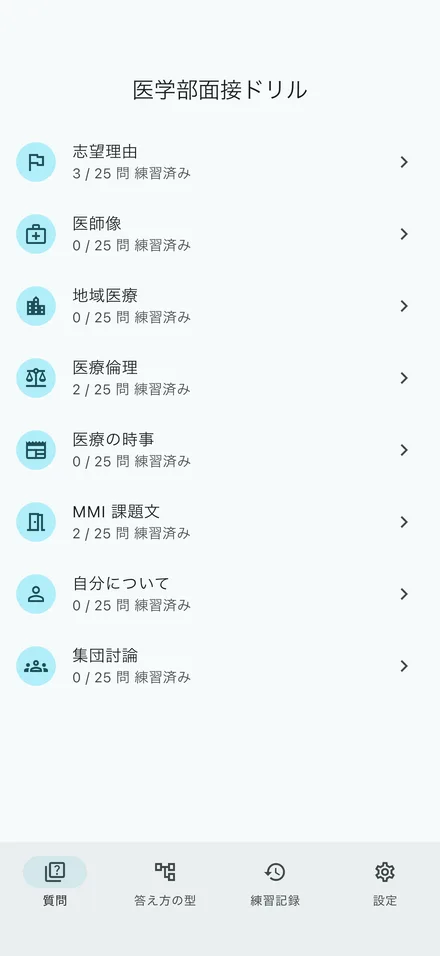 医学部面接ドリル
志望理由
3 / 25 問 練習済み
医師像
0 / 25 問 練習済み
地域医療
0 / 25 問 練習済み
医療倫理
2 / 25 問 練習済み
医療の時事
0 / 25 問 練習済み
MMI 課題文
2 / 25 問 練習済み
自分について
0 / 25 問 練習済み
集団討論
0 / 25 問 練習済み
質問
答え方の型
練習記録
設定